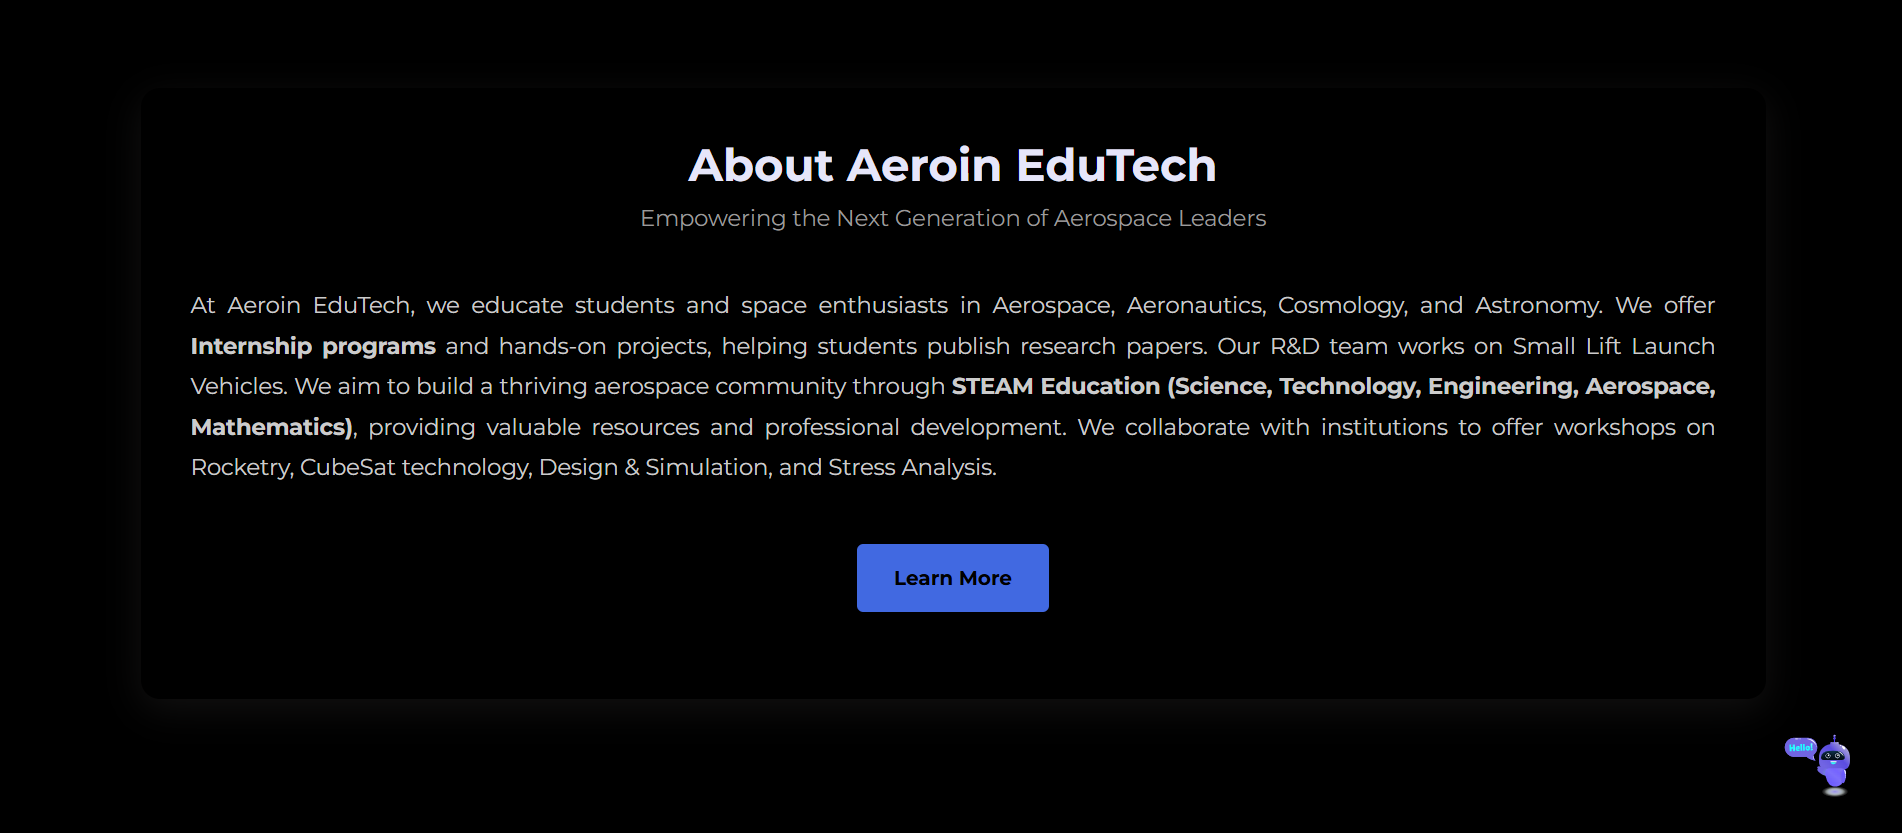 About Aeroin EduTech
Empowering the Next Generation of Aerospace Leaders
At Aeroin EduTech, we educate students and space enthusiasts in Aerospace, Aeronautics, Cosmology, and Astronomy. We offer
Internship programs and hands-on projects, helping students publish research papers. Our R&D team works on Small Lift Launch
Vehicles. We aim to build a thriving aerospace community through STEAM Education (Science, Technology, Engineering, Aerospace,
Mathematics), providing valuable resources and professional development. We collaborate with institutions to offer workshops on
Rocketry, CubeSat technology, Design & Simulation, and Stress Analysis.
Learn More
Hello!